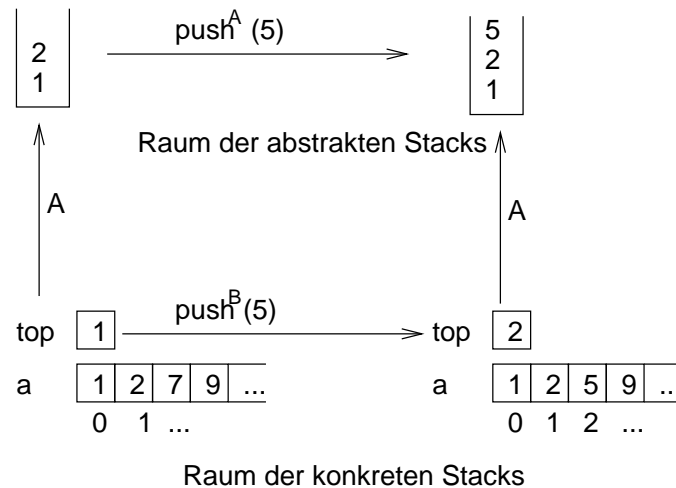 push^A (5)
2
1
5
2
1
Raum der abstrakten Stacks
A
A
push^B (5)
top 1
top 2
a 1 2 7 9 ...
a 1 2 5 9 ...
0 1 ...
0 1 2 ...
Raum der konkreten Stacks